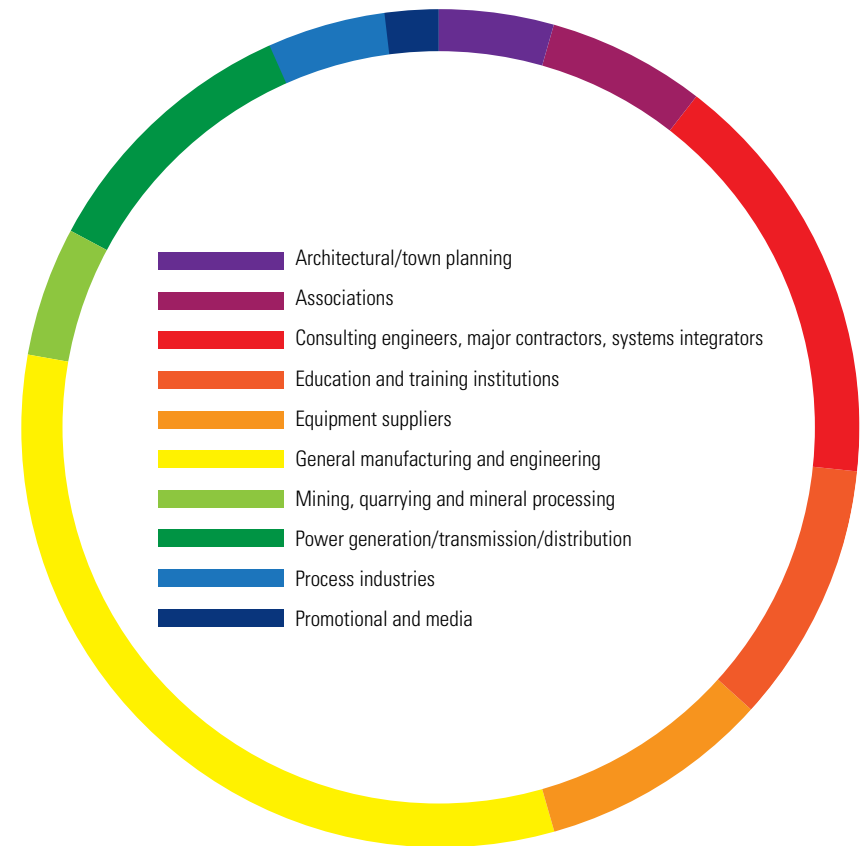 Architectural/town planning
Associations
Consulting engineers, major contractors, systems integrators
Education and training institutions
Equipment suppliers
General manufacturing and engineering
Mining, quarrying and mineral processing
Power generation/transmission/distribution
Process industries
Promotional and media